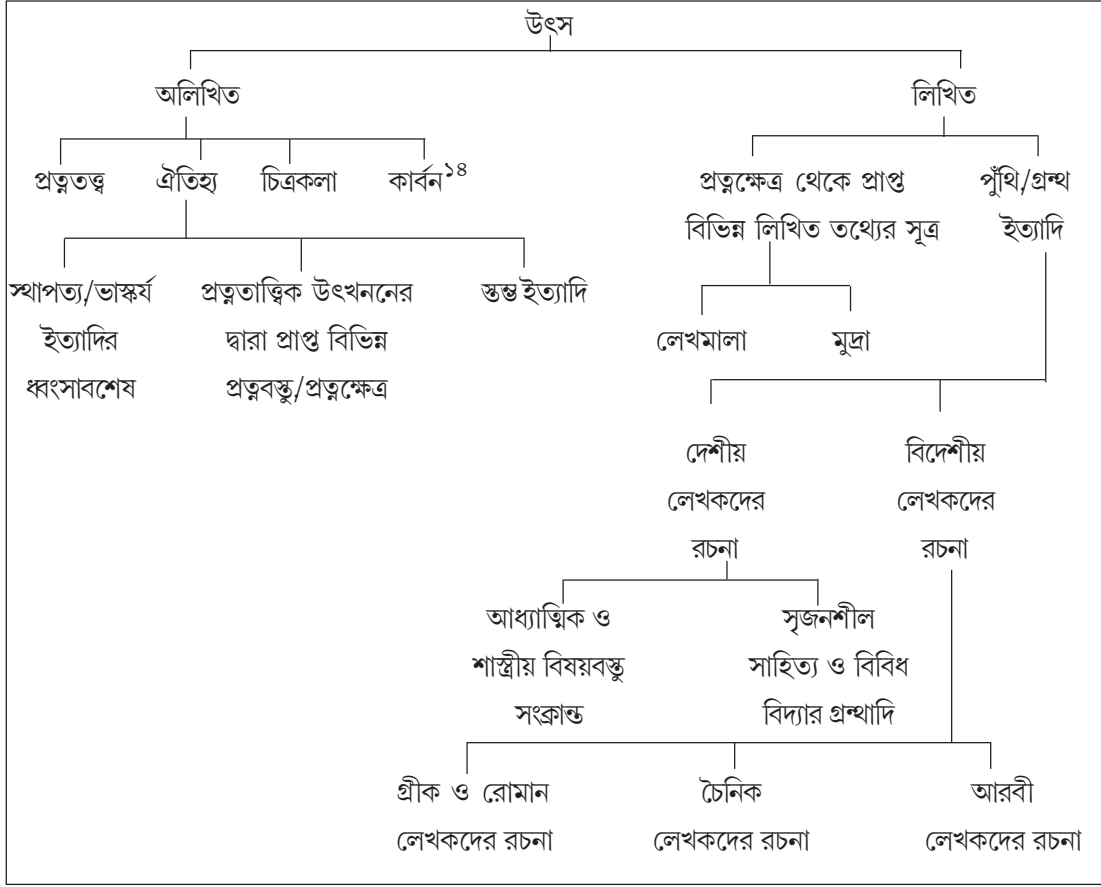 উৎস
অলিখিত
লিখিত
প্রত্নতত্ত্ব
ঐতিহ্য
চিত্রকলা
কার্বন১৪
প্রত্নক্ষেত্র থেকে প্রাপ্ত
বিভিন্ন লিখিত তথ্যের সূত্র
পুঁথি/গ্রন্থ
ইত্যাদি
স্থাপত্য/ভাস্কর্য
ইত্যাদির
ধ্বংসাবশেষ
প্রত্নতাত্ত্বিক উৎখননের
দ্বারা প্রাপ্ত বিভিন্ন
প্রত্নবস্তু/প্রত্নক্ষেত্র
স্তম্ভ ইত্যাদি
লেখমালা
মুদ্রা
দেশীয়
লেখকদের
রচনা
বিদেশীয়
লেখকদের
রচনা
আধ্যাত্মিক ও
শাস্ত্রীয় বিষয়বস্তু
সংক্রান্ত
সৃজনশীল
সাহিত্য ও বিবিধ
বিদ্যার গ্রন্থাদি
গ্রীক ও রোমান
লেখকদের রচনা
চৈনিক
লেখকদের রচনা
আরবী
লেখকদের রচনা